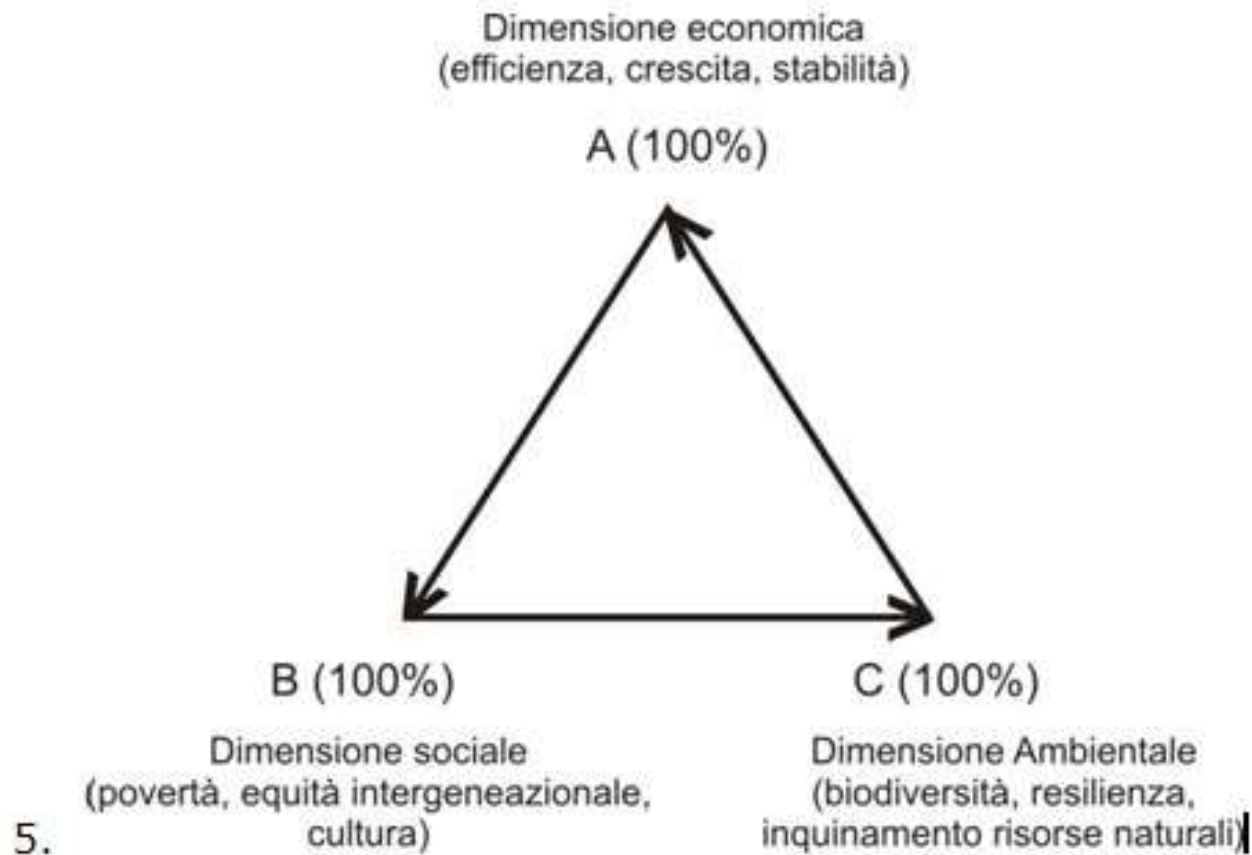 Dimensione economica
(efficienza, crescita, stabilità)
A (100%)
B (100%)
C (100%)
Dimensione sociale
(povertà, equità intergeneazionale,
cultura)
Dimensione Ambientale
(biodiversità, resilienza,
inquinamento risorse naturali)
5.